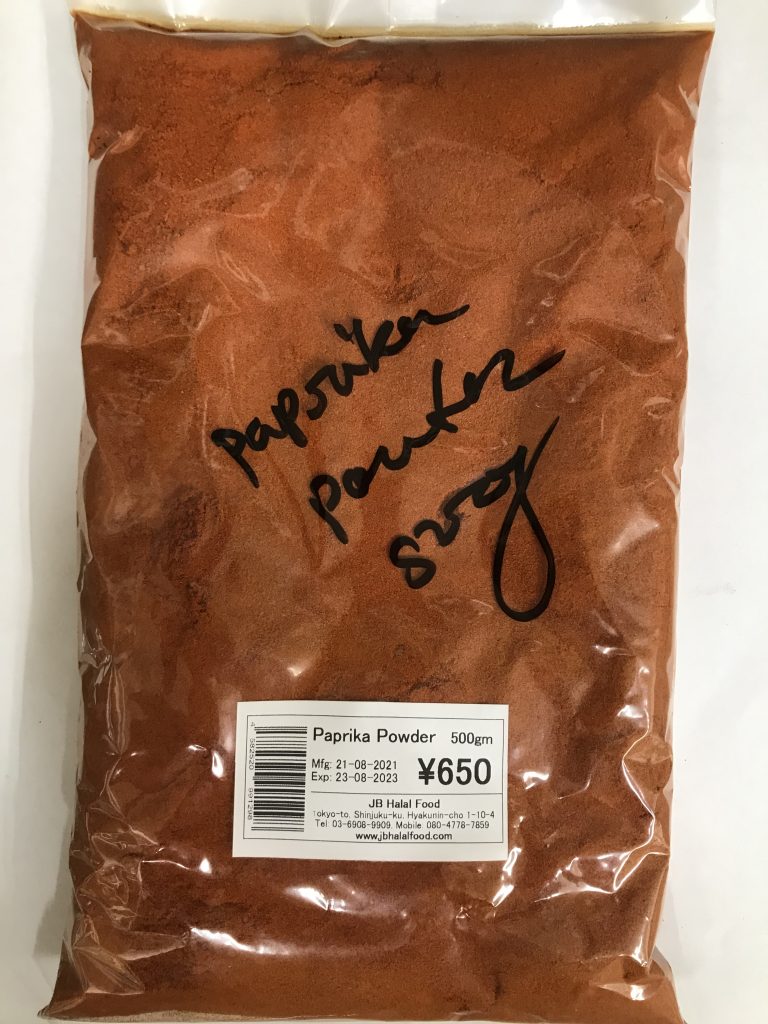 paprika
pouter
500g
Paprika Powder 500gm
Mfg: 21-08-2021
Exp: 23-08-2023 ¥650
JB Halal Food
Tokyo-to. Shinjuku-ku. Hyakunin-cho 1-10-4
Tel: 03-6908-9909. Mobile: 080-4778-7859
www.jbhalalfood.com